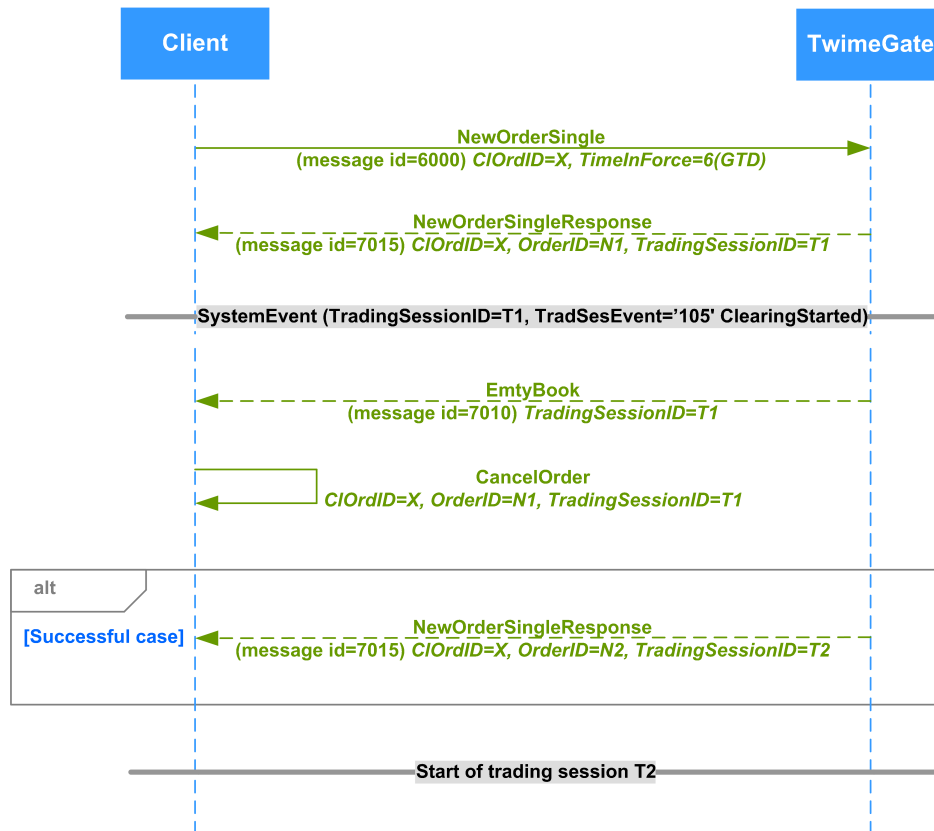 Client
TwimeGate
NewOrderSingle
(message id=6000) ClOrdID=X, TimeInForce=6(GTD)
NewOrderSingleResponse
(message id=7015) ClOrdID=X, OrderID=N1, TradingSessionID=T1
SystemEvent (TradingSessionID=T1, TradSesEvent=’105' ClearingStarted)
EmtyBook
(message id=7010) TradingSessionID=T1
CancelOrder
ClOrdID=X, OrderID=N1, TradingSessionID=T1
alt
[Successful case]
NewOrderSingleResponse
(message id=7015) ClOrdID=X, OrderID=N2, TradingSessionID=T2
Start of trading session T2